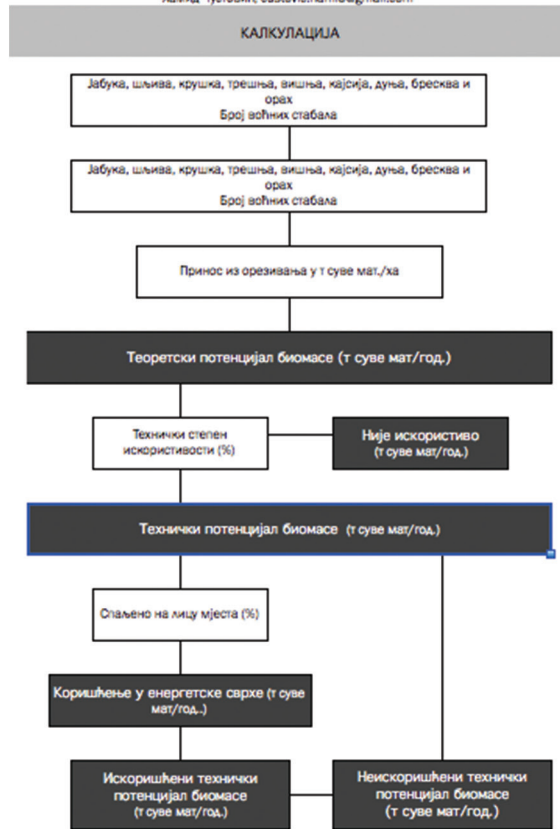 КАЛКУЛАЦИЈА
Јабука, шљива, крушка, трешња, вишња, кајсија, дуња, бресква и
орах
Број воћних стабала
Јабука, шљива, крушка, трешња, вишња, кајсија, дуња, бресква и
орах
Број воћних стабала
Принос из орезивања у т суве мат./ха
Теоретски потенцијал биомасе (т суве мат/год.)
Технички степен
искористивости (%)
Није искористиво
(т суве мат/год.)
Технички потенцијал биомасе (т суве мат/год.)
Спаљено на лицу мјеста (%)
Коришћење у енергетске сврхе (т суве
мат/год..)
Искоришћени технички
потенцијал биомасе
(т суве мат/год.)
Неискоришћени технички
потенцијал биомасе
(т суве мат/год.)